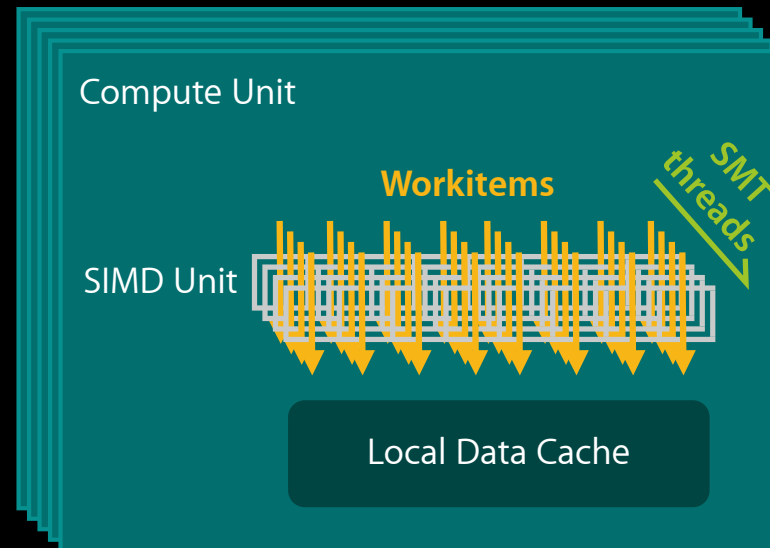 Compute Unit
Workitems
SMT
threads
SIMD Unit
Local Data Cache